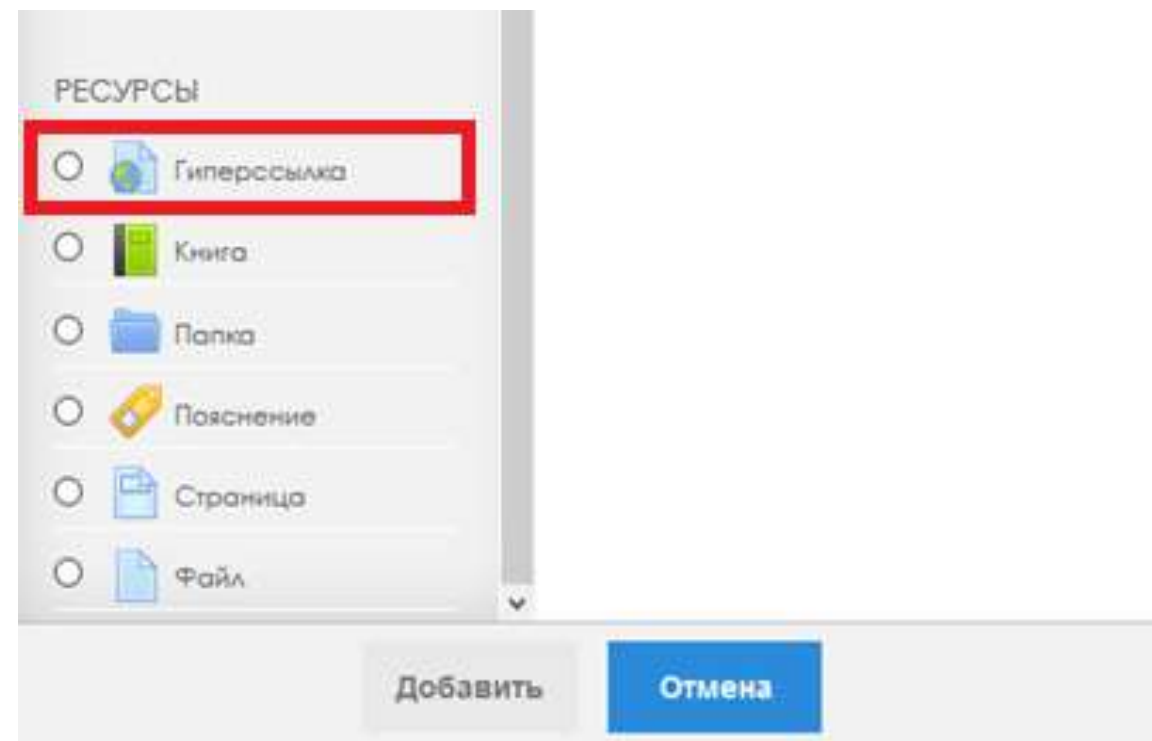 РЕСУРСЫ
Гиперссылка
Книга
Папка
Пояснение
Страница
Файл
Добавить
Отмена